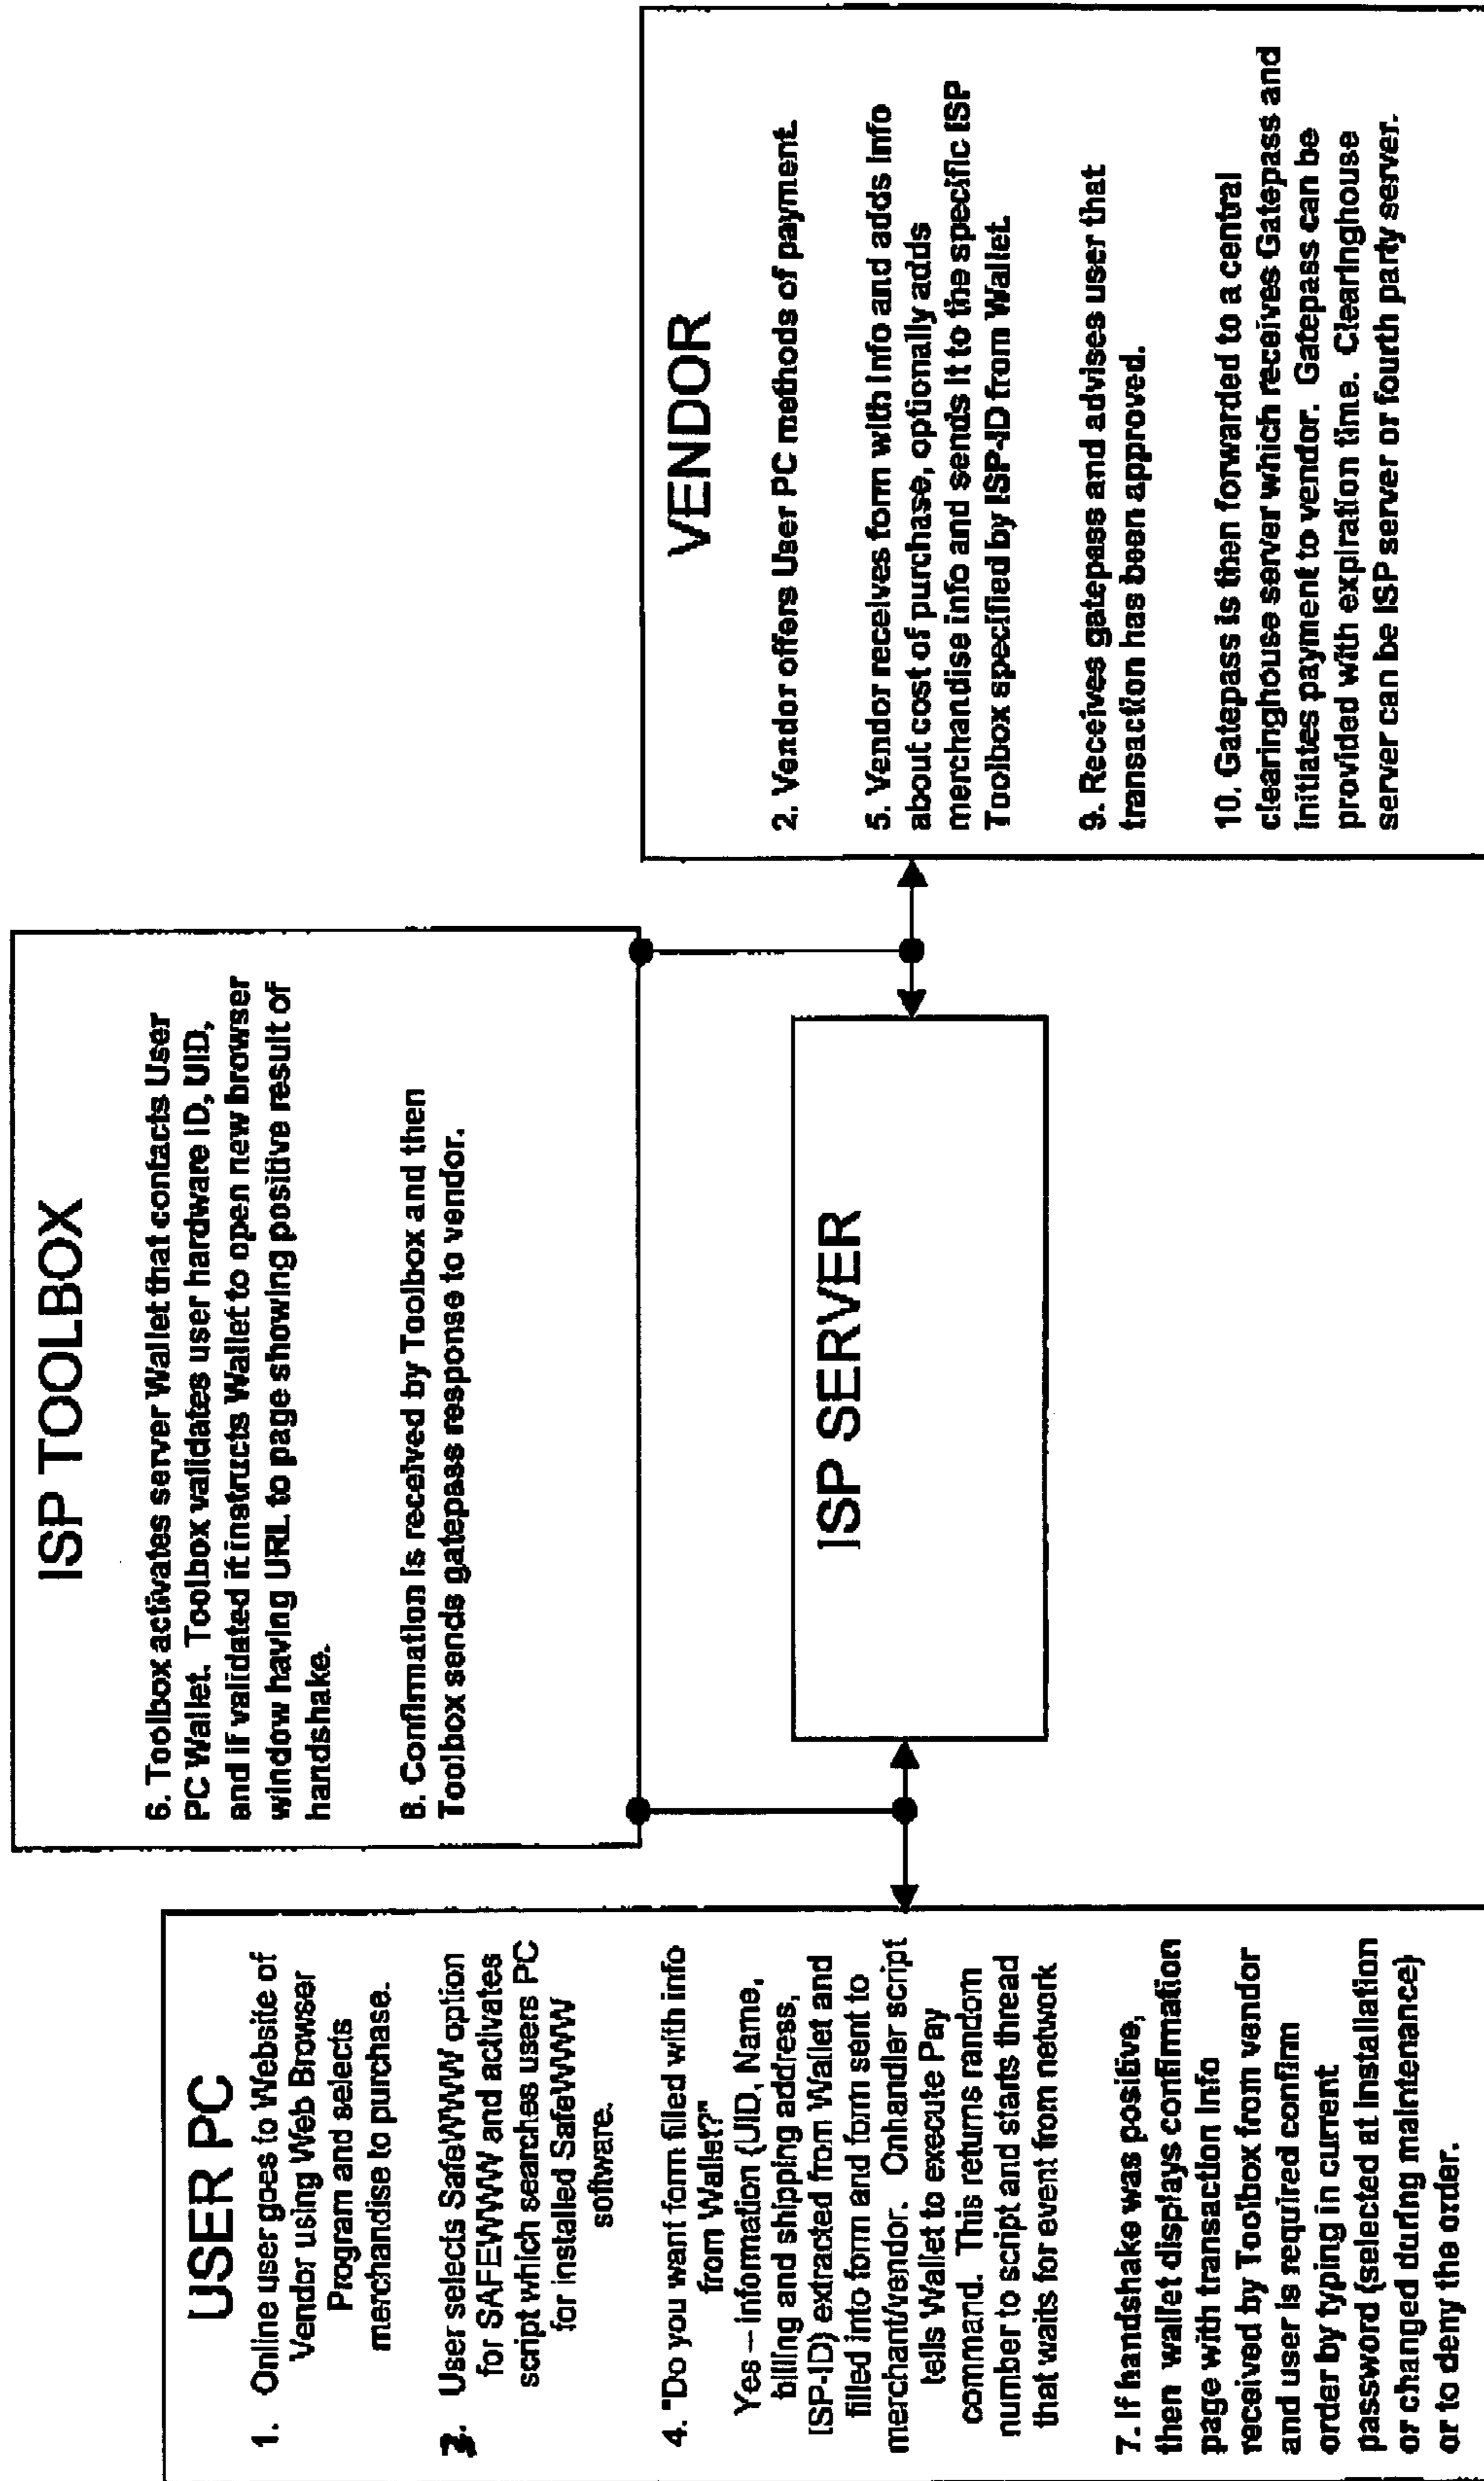 USER PC
1. Online user goes to Website of
Vendor using Web Browser
Program and selects
merchandise to purchase.
3. User selects SafeWWW option
for SAFEWWW and activates
script which searches users PC
for installed SafeWWW
software.
4. "Do you want form filled with info
from Wallet?"
Yes -- information (UID, Name,
billing and shipping address,
ISP-ID) extracted from Wallet and
filled into form and form sent to
merchant/vendor. Onhandler script
tells Wallet to execute Pay
command. This returns random
number to script and starts thread
that waits for event from network
7. If handshake was positive,
then wallet displays confirmation
page with transaction info
received by Toolbox from vendor
and user is required confirm
order by typing in current
password (selected at installation
or changed during maintenance)
or to deny the order.
ISP TOOLBOX
6. Toolbox activates server Wallet that contacts User
PC Wallet. Toolbox validates user hardware ID, UID,
and if validated it instructs Wallet to open new browser
window having URL to page showing positive result of
handshake.
8. Confirmation is received by Toolbox and then
Toolbox sends gatepass response to vendor.
ISP SERVER
VENDOR
2. Vendor offers User PC methods of payment.
5. Vendor receives form with info and adds info
about cost of purchase, optionally adds
merchandise info and sends it to the specific ISP
Toolbox specified by ISP-ID from Wallet.
9. Receives gatepass and advises user that
transaction has been approved.
10. Gatepass is then forwarded to a central
clearinghouse server which receives Gatepass and
initiates payment to vendor. Gatepass can be
provided with expiration time. Clearinghouse
server can be ISP server or fourth party server.